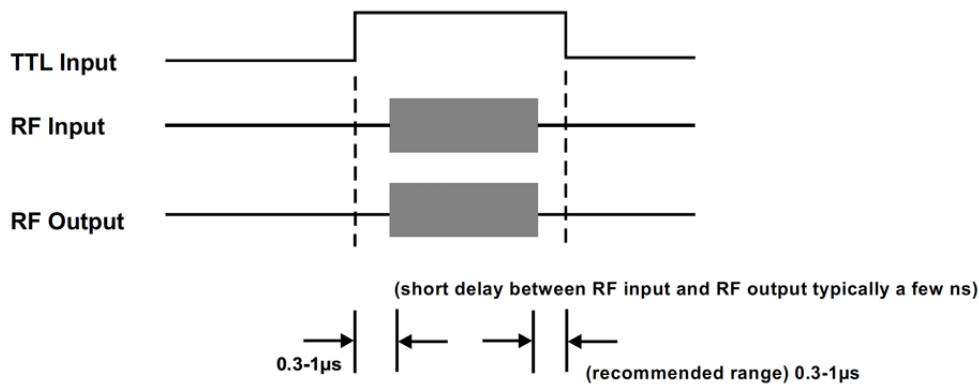 TTL Input
RF Input
RF Output
(short delay between RF input and RF output typically a few ns)
0.3-1µs
(recommended range) 0.3-1µs